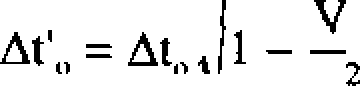 Δt'ₒ = Δtₒ √1 − V/2